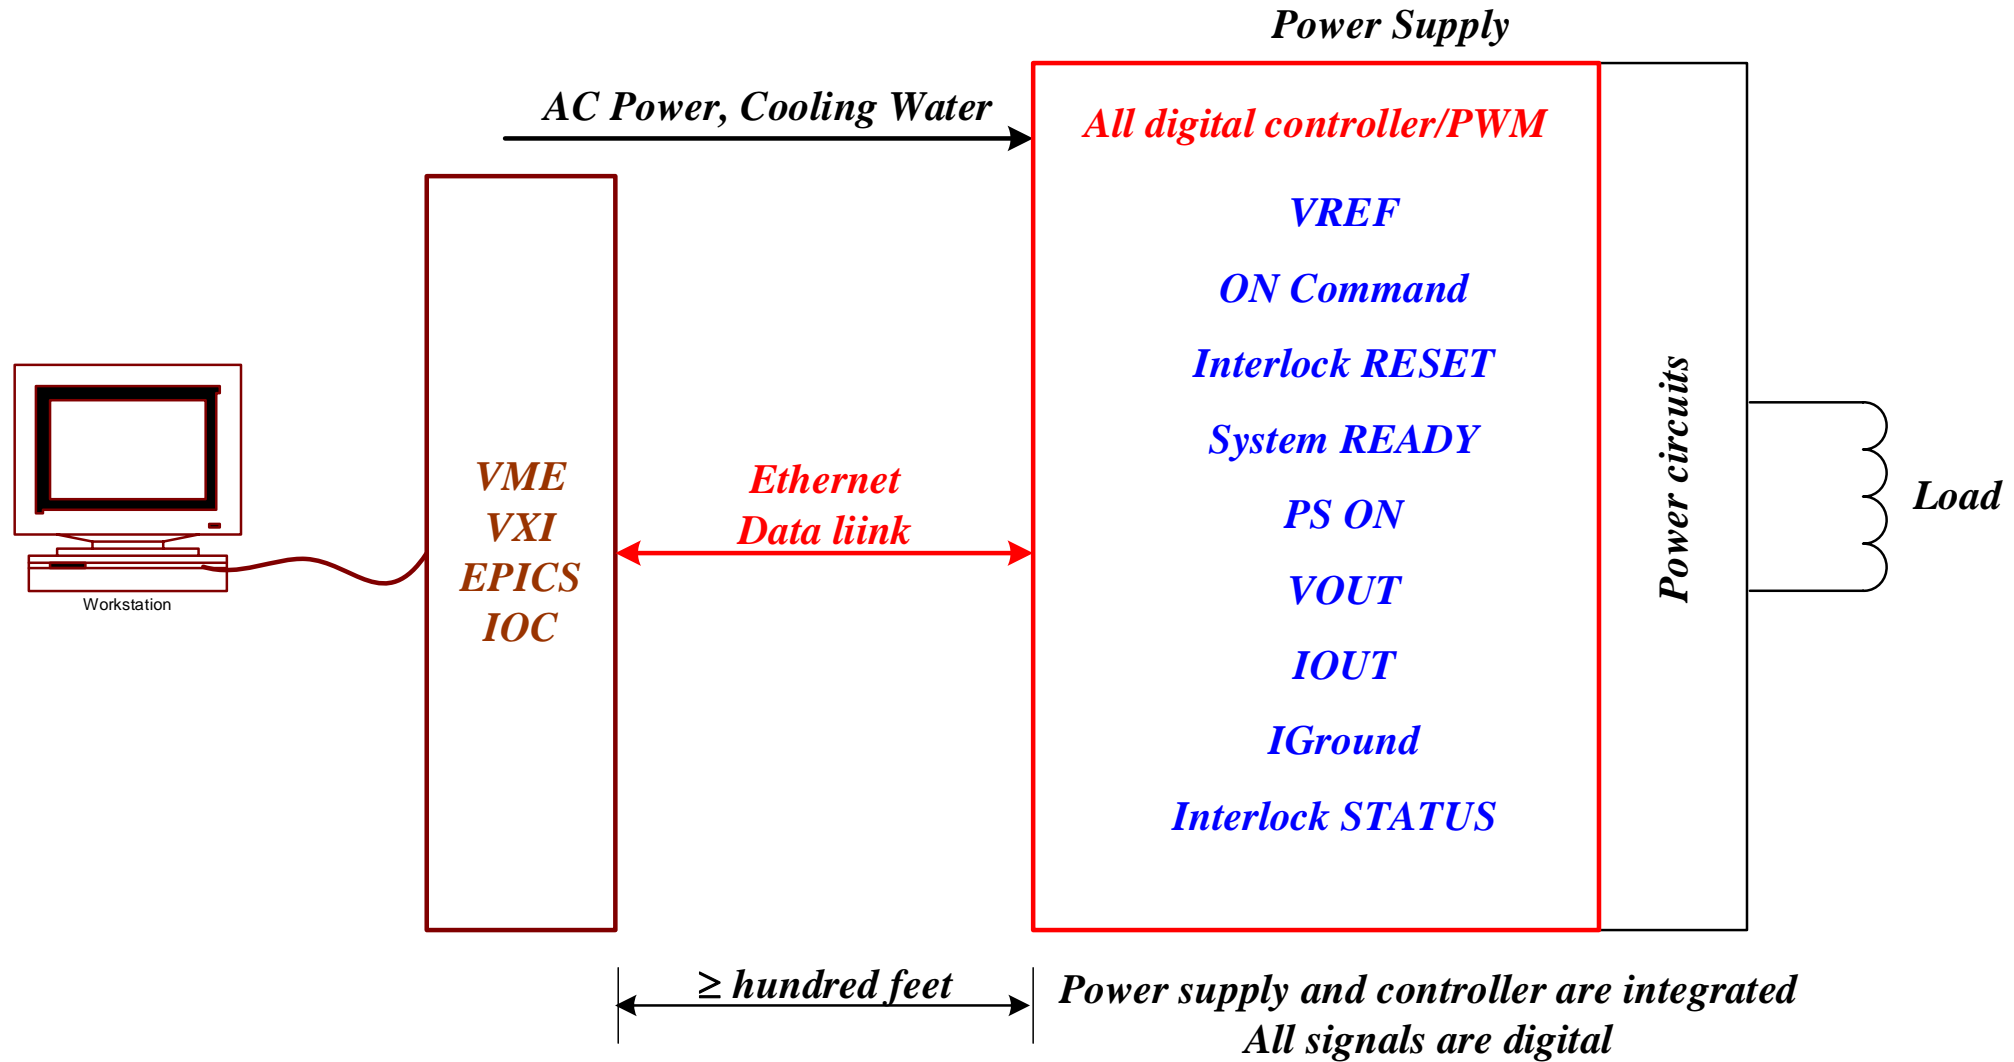 Power Supply
AC Power, Cooling Water
All digital controller/PWM
VREF
ON Command
Interlock RESET
System READY
PS ON
VOUT
IOUT
IGround
Interlock STATUS
Power circuits
Load
Workstation
VME
VXI
EPICS
IOC
Ethernet
Data liink
≥ hundred feet
Power supply and controller are integrated
All signals are digital